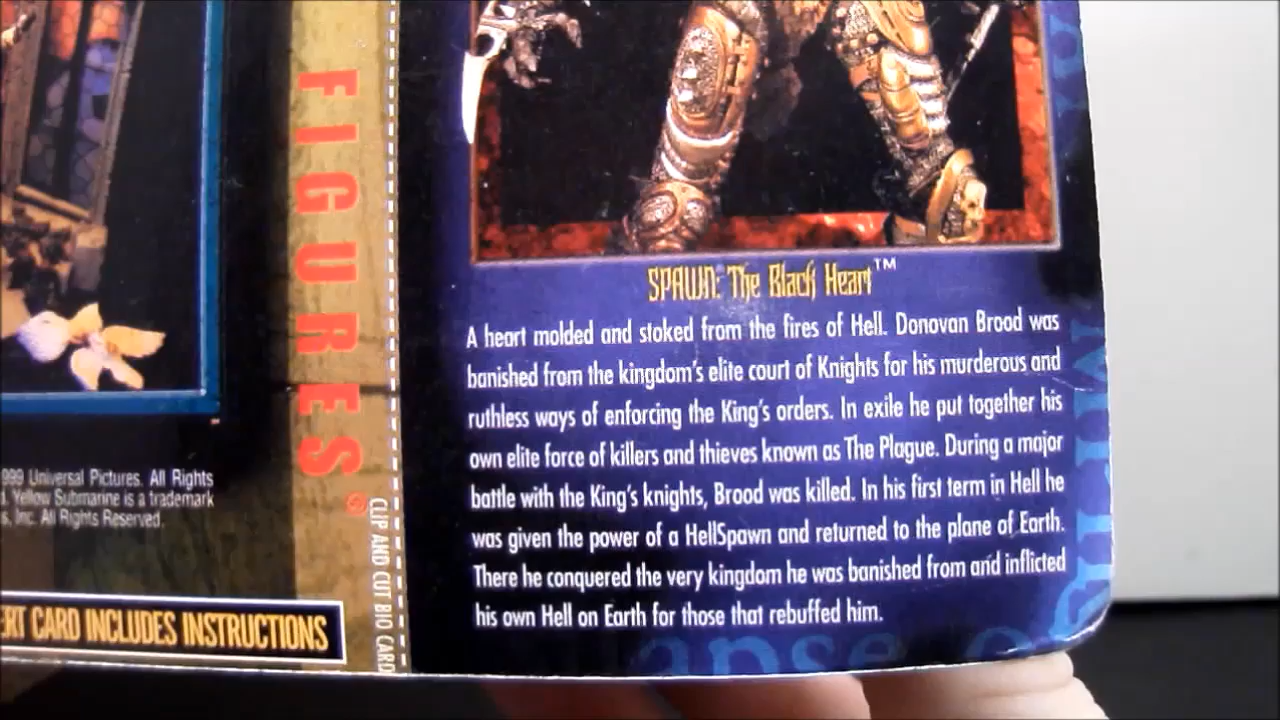 FIGURES
®
999 Universal Pictures. All Rights
Yellow Submarine is a trademark
Inc. All Rights Reserved.
CARD INCLUDES INSTRUCTIONS
CLIP AND CUT BIO CARD
SPAWN: The Black Heart™
A heart molded and stoked from the fires of Hell. Donovan Brood was
banished from the kingdom's elite court of Knights for his murderous and
ruthless ways of enforcing the King's orders. In exile he put together his
own elite force of killers and thieves known as The Plague. During a major
battle with the King's knights, Brood was killed. In his first term in Hell he
was given the power of a HellSpawn and returned to the plane of Earth.
There he conquered the very kingdom he was banished from and inflicted
his own Hell on Earth for those that rebuffed him.